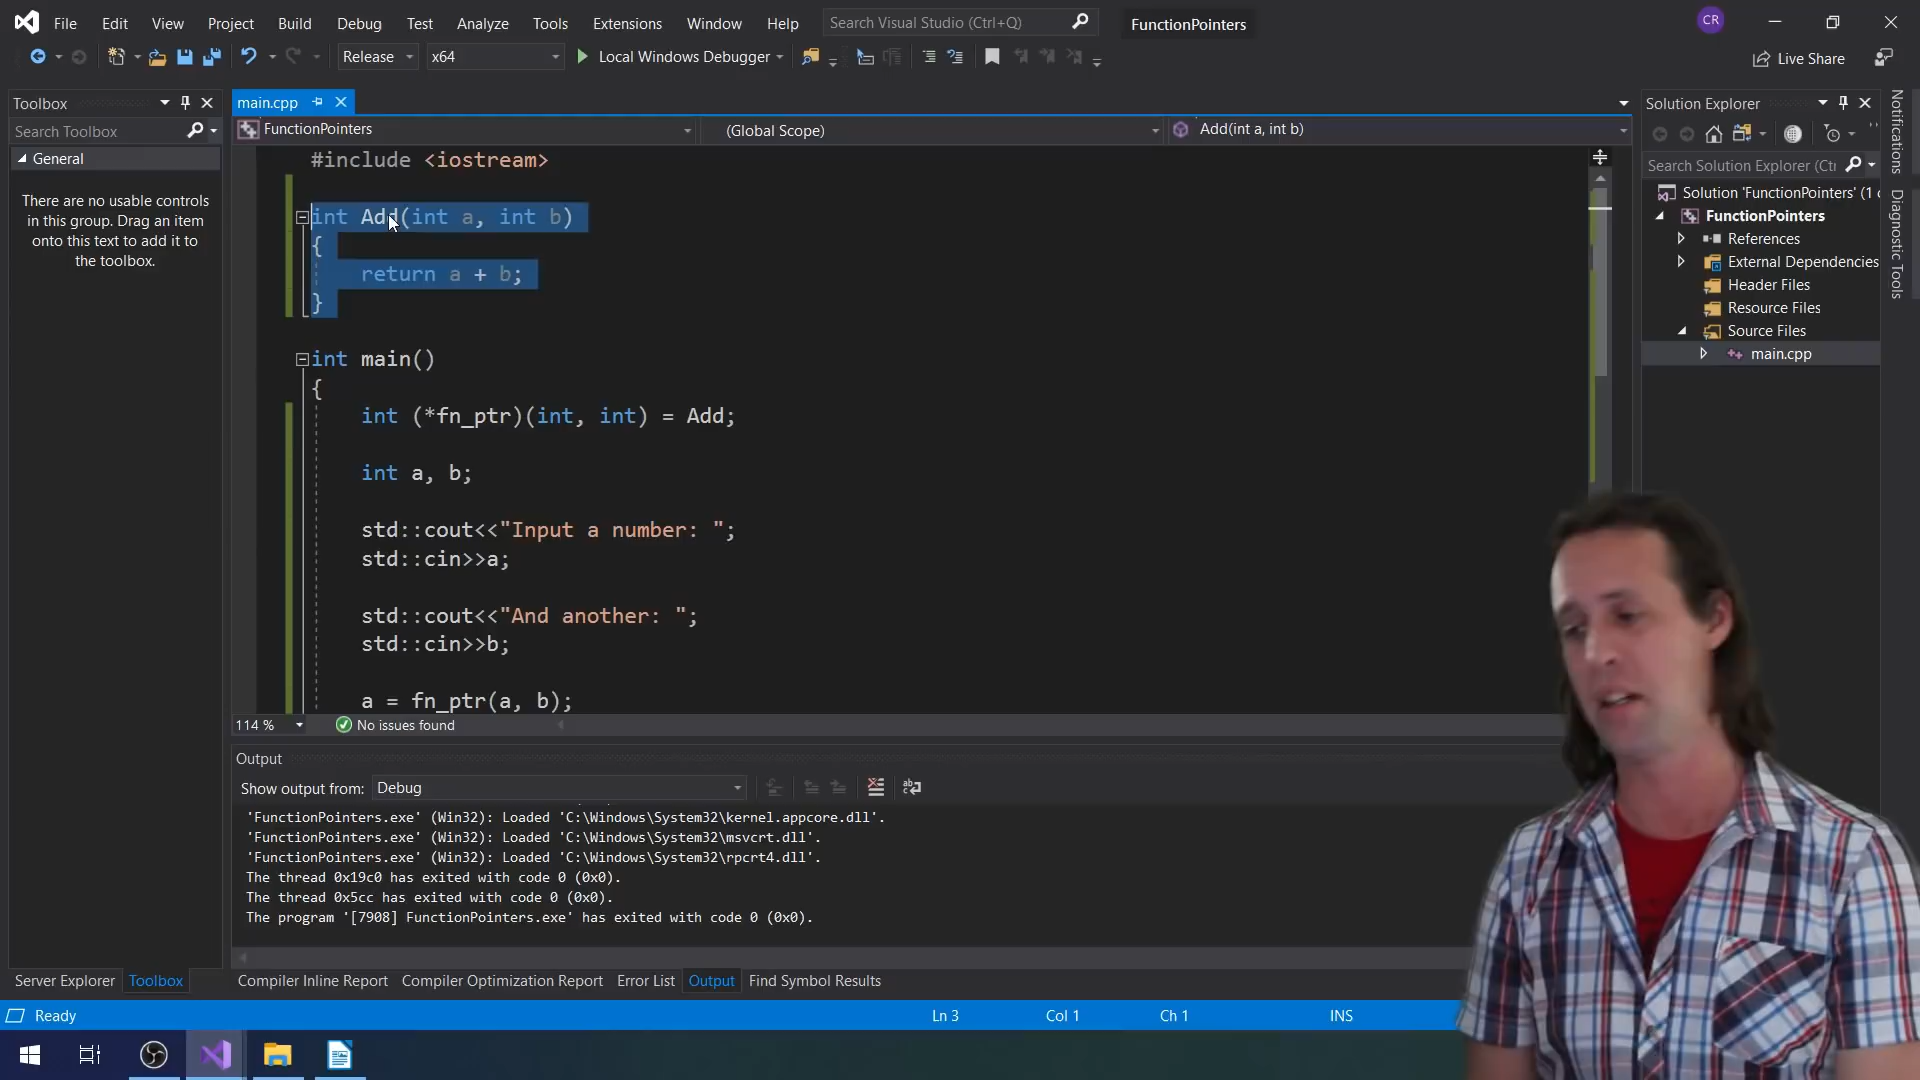 File Edit View Project Build Debug Test Analyze Tools Extensions Window Help Search Visual Studio (Ctrl+Q) FunctionPointers CR
Release x64 Local Windows Debugger Live Share
Toolbox
Search Toolbox
General
There are no usable controls
in this group. Drag an item
onto this text to add it to
the toolbox.
main.cpp
FunctionPointers (Global Scope) Add(int a, int b)
#include <iostream>
int Add(int a, int b)
{
return a + b;
}
int main()
{
int (*fn_ptr)(int, int) = Add;
int a, b;
std::cout<<"Input a number: ";
std::cin>>a;
std::cout<<"And another: ";
std::cin>>b;
a = fn_ptr(a, b);
114 % No issues found
Output
Show output from: Debug
'FunctionPointers.exe' (Win32): Loaded 'C:\Windows\System32\kernel.appcore.dll'.
'FunctionPointers.exe' (Win32): Loaded 'C:\Windows\System32\msvcrt.dll'.
'FunctionPointers.exe' (Win32): Loaded 'C:\Windows\System32\rpcrt4.dll'.
The thread 0x19c0 has exited with code 0 (0x0).
The thread 0x5cc has exited with code 0 (0x0).
The program '[7908] FunctionPointers.exe' has exited with code 0 (0x0).
Solution Explorer
Search Solution Explorer (Ctr
Solution 'FunctionPointers' (1
FunctionPointers
References
External Dependencies
Header Files
Resource Files
Source Files
main.cpp
Notifications
Diagnostic Tools
Server Explorer Toolbox
Compiler Inline Report Compiler Optimization Report Error List Output Find Symbol Results
Ready Ln 3 Col 1 Ch 1 INS